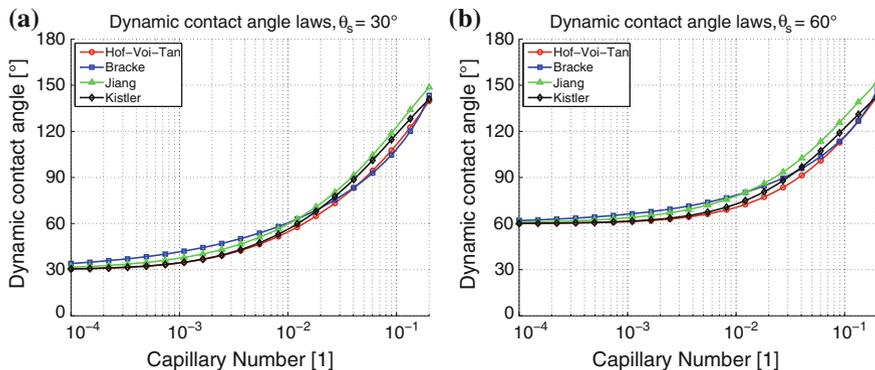 (a)
Dynamic contact angle laws, θs = 30°
180
150
120
90
60
30
0
Dynamic contact angle [°]
Hof-Voi-Tan
Bracke
Jiang
Kistler
10−4
10−3
10−2
10−1
Capillary Number [1]
(b)
Dynamic contact angle laws, θs = 60°
180
150
120
90
60
30
0
Dynamic contact angle [°]
Hof-Voi-Tan
Bracke
Jiang
Kistler
10−4
10−3
10−2
10−1
Capillary Number [1]